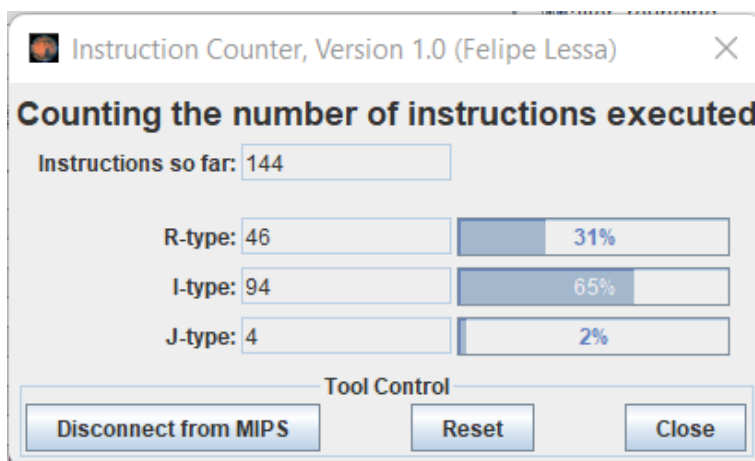 Instruction Counter, Version 1.0 (Felipe Lessa)
Counting the number of instructions executed
Instructions so far: 144
R-type: 46 31%
I-type: 94 65%
J-type: 4 2%
Tool Control
Disconnect from MIPS Reset Close